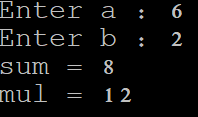 Enter a : 6
Enter b : 2
sum = 8
mul = 12